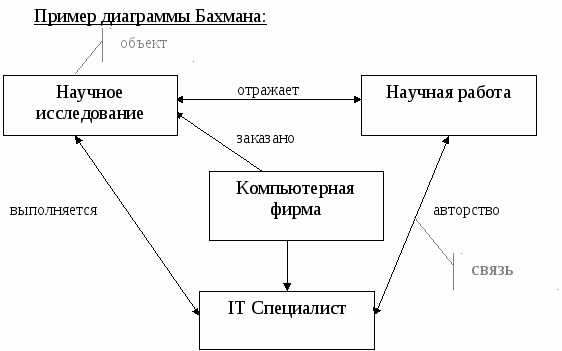 Пример диаграммы Бахмана:
объект
Научное
исследование
отражает
Научная работа
заказано
Компьютерная
фирма
выполняется
авторство
связь
IT Специалист